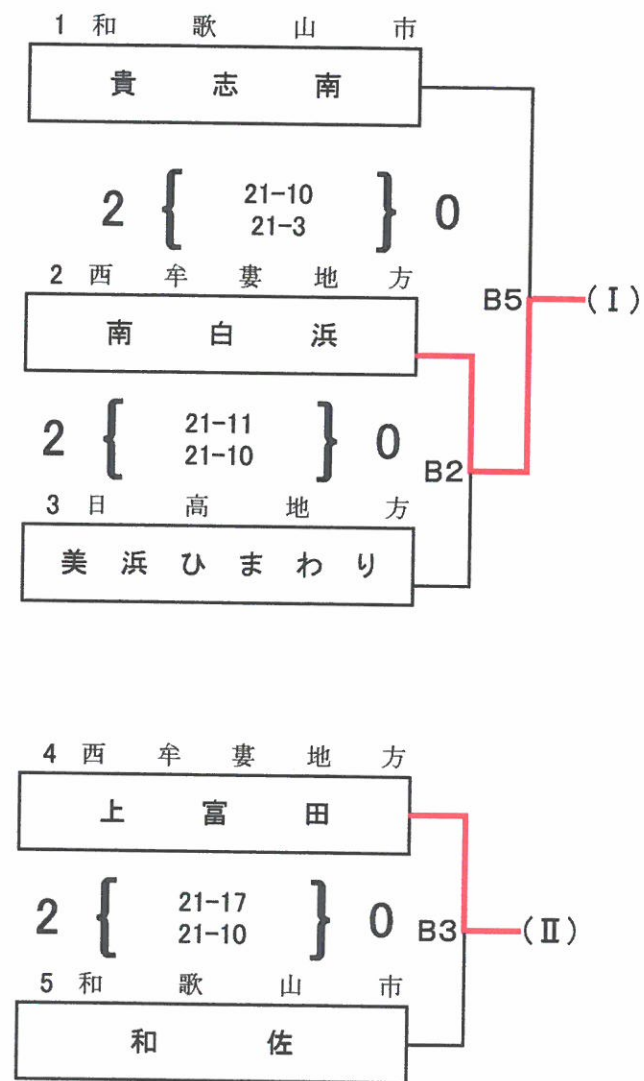 1 和歌山市
貴志南
2 { 21-10 } 0
21-3
2 西牟婁地方
南白浜
B5 (Ⅰ)
2 { 21-11 } 0
21-10
B2
3 日高地方
美浜ひまわり
4 西牟婁地方
上富田
2 { 21-17 } 0
21-10
B3 (Ⅱ)
5 和歌山市
和佐